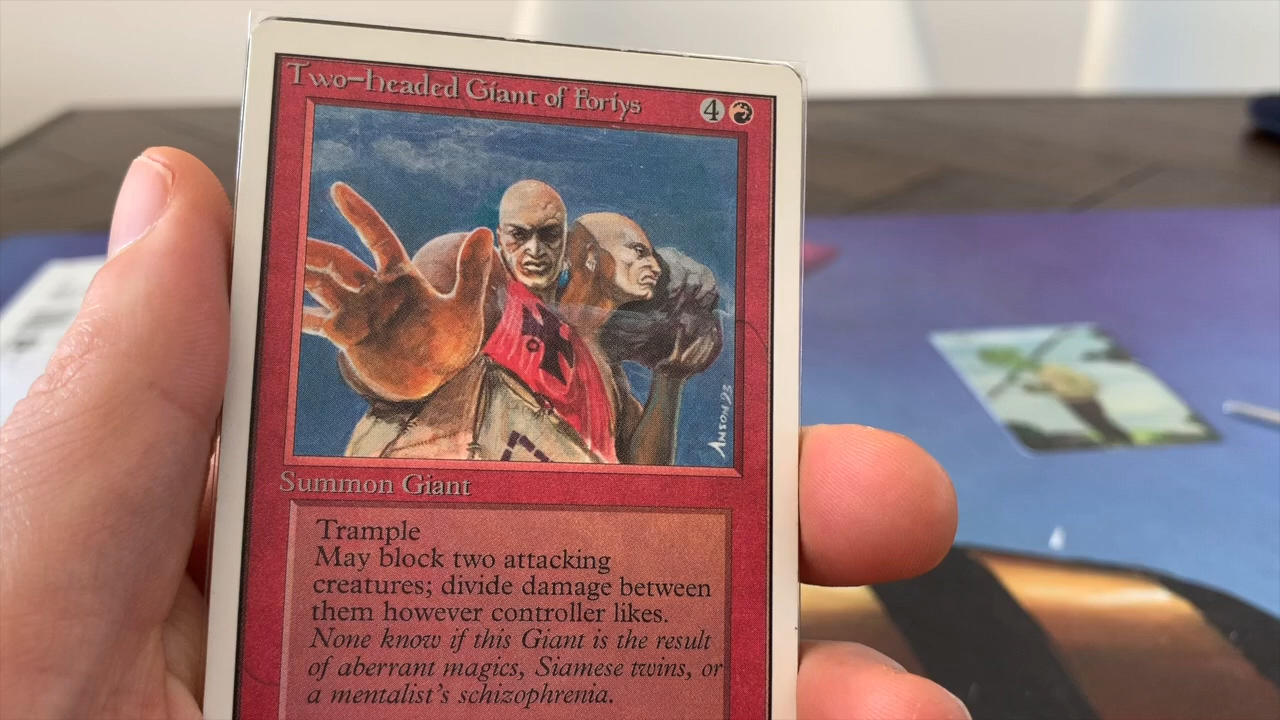 Two-headed Giant of Foriys 4
ANSON 93
Summon Giant
Trample
May block two attacking
creatures; divide damage between
them however controller likes.
None know if this Giant is the result
of aberrant magics, Siamese twins, or
a mentalist's schizophrenia.